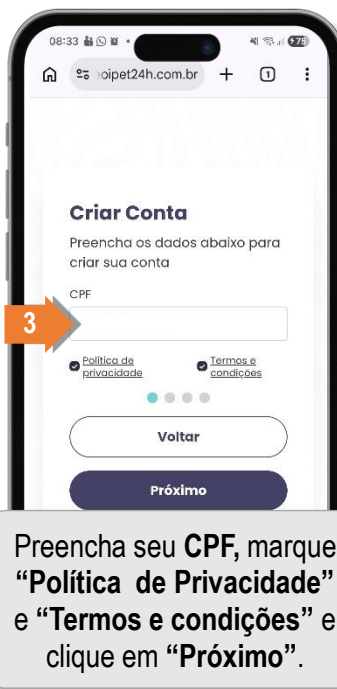 08:33
75
oipet24h.com.br
1
Criar Conta
Preencha os dados abaixo para
criar sua conta
CPF
3
Política de
privacidade
Termos e
condições
Voltar
Próximo
Preencha seu CPF, marque
“Política de Privacidade”
e “Termos e condições” e
clique em “Próximo”.